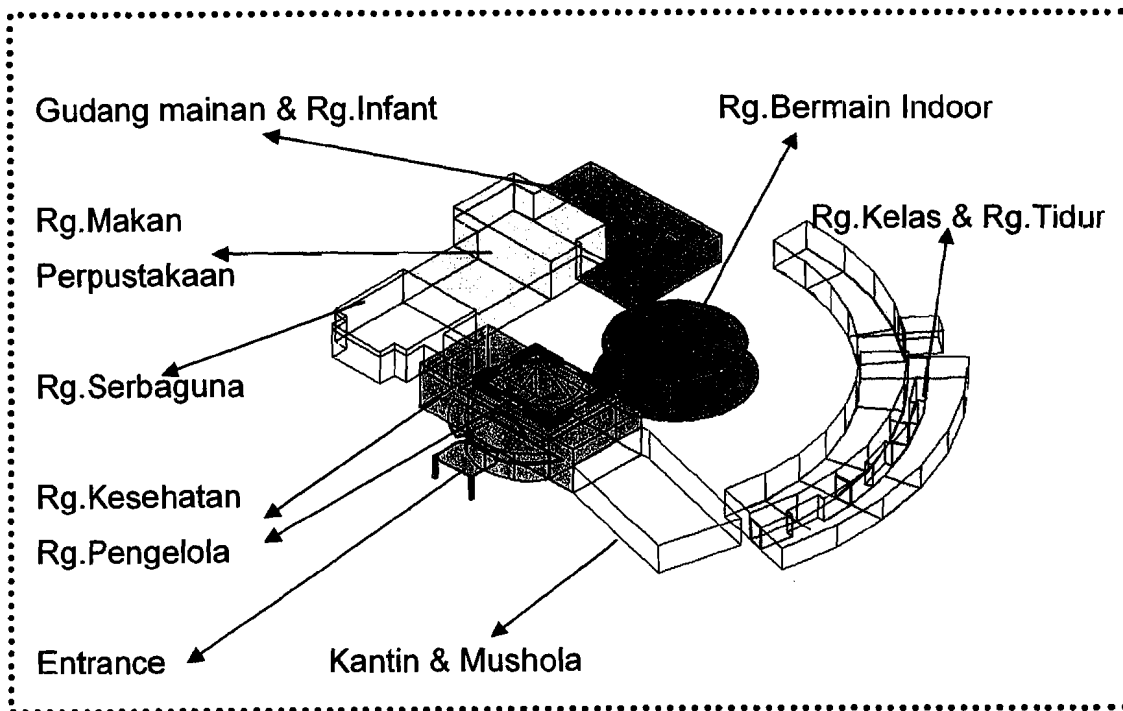 Gudang mainan & Rg.Infant
Rg.Bermain Indoor
Rg.Makan
Rg.Kelas & Rg.Tidur
Perpustakaan
Rg.Serbaguna
Rg.Kesehatan
Rg.Pengelola
Entrance
Kantin & Mushola